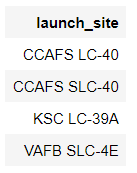 launch_site
CCAFS LC-40
CCAFS SLC-40
KSC LC-39A
VAFB SLC-4E